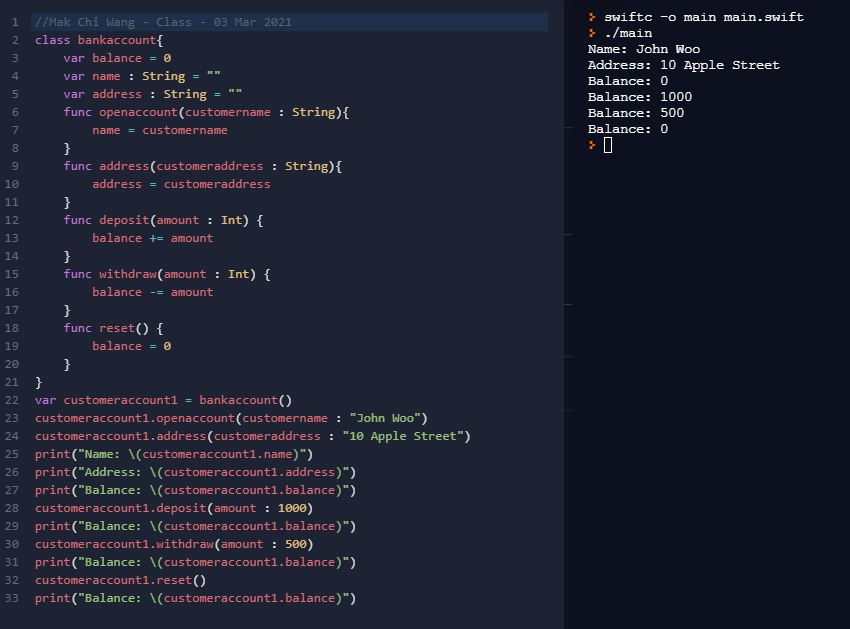 1 //Mak Chi Wang - Class - 03 Mar 2021
2 class bankaccount{
3     var balance = 0
4     var name : String = ""
5     var address : String = ""
6     func openaccount(customername : String){
7         name = customername
8     }
9     func address(customeraddress : String){
10         address = customeraddress
11     }
12     func deposit(amount : Int) {
13         balance += amount
14     }
15     func withdraw(amount : Int) {
16         balance -= amount
17     }
18     func reset() {
19         balance = 0
20     }
21 }
22 var customeraccount1 = bankaccount()
23 customeraccount1.openaccount(customername : "John Woo")
24 customeraccount1.address(customeraddress : "10 Apple Street")
25 print("Name: \(customeraccount1.name)")
26 print("Address: \(customeraccount1.address)")
27 print("Balance: \(customeraccount1.balance)")
28 customeraccount1.deposit(amount : 1000)
29 print("Balance: \(customeraccount1.balance)")
30 customeraccount1.withdraw(amount : 500)
31 print("Balance: \(customeraccount1.balance)")
32 customeraccount1.reset()
33 print("Balance: \(customeraccount1.balance)")
swiftc -o main main.swift
./main
Name: John Woo
Address: 10 Apple Street
Balance: 0
Balance: 1000
Balance: 500
Balance: 0